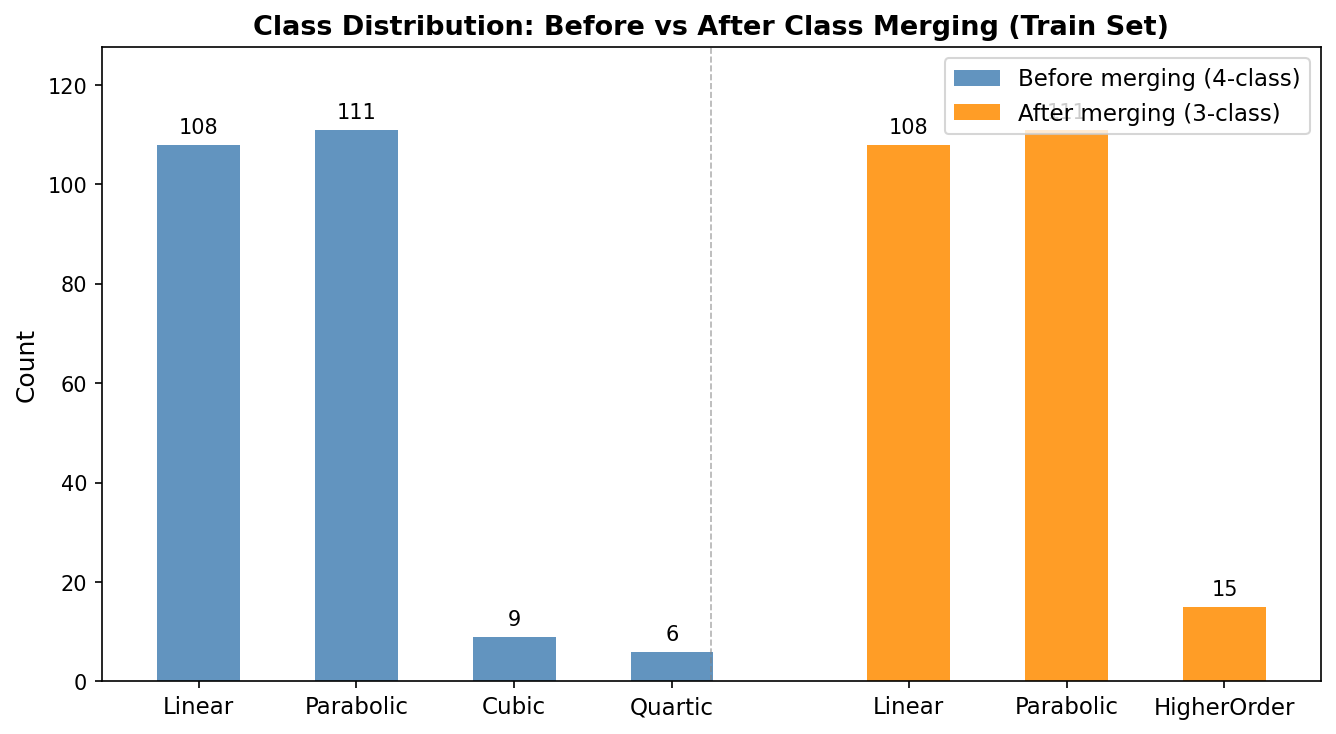 Class Distribution: Before vs After Class Merging (Train Set)
Before merging (4-class)
After merging (3-class)
Count
120
100
80
60
40
20
0
108
111
9
6
108
111
15
Linear
Parabolic
Cubic
Quartic
Linear
Parabolic
HigherOrder